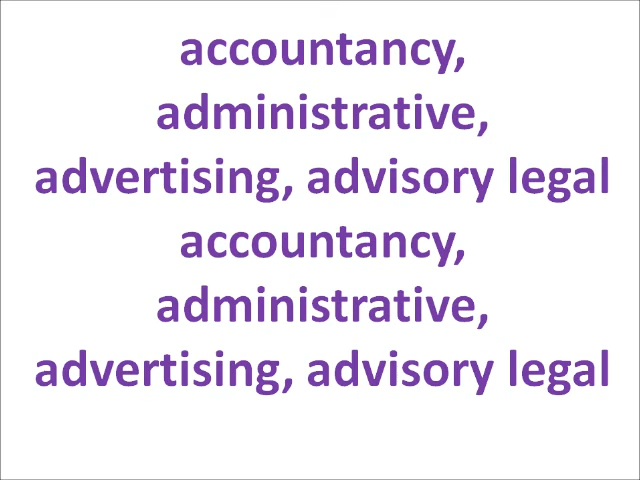 accountancy,
administrative,
advertising, advisory legal
accountancy,
administrative,
advertising, advisory legal